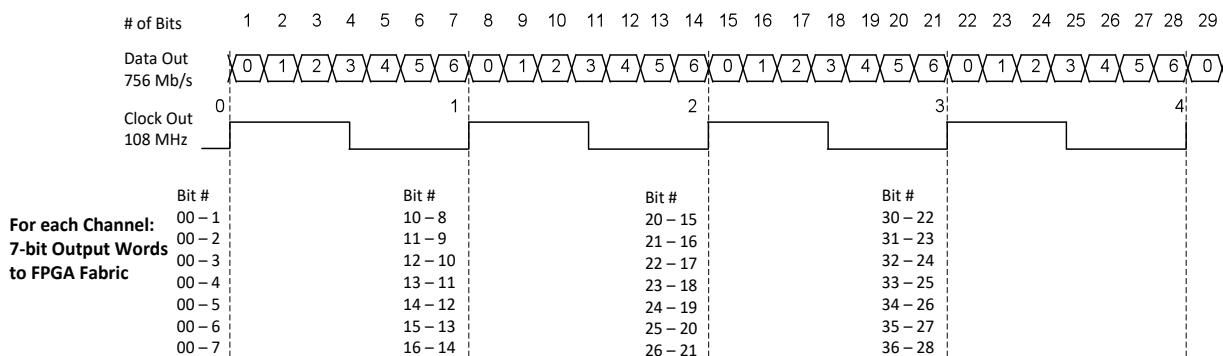 # of Bits 1 2 3 4 5 6 7 8 9 10 11 12 13 14 15 16 17 18 19 20 21 22 23 24 25 26 27 28 29
Data Out
756 Mb/s
0 1 2 3 4 5 6 0 1 2 3 4 5 6 0 1 2 3 4 5 6 0 1 2 3 4 5 6 0
0 1 2 3 4
Clock Out
108 MHz
For each Channel:
7-bit Output Words
to FPGA Fabric
Bit #
00 – 1
00 – 2
00 – 3
00 – 4
00 – 5
00 – 6
00 – 7
Bit #
10 – 8
11 – 9
12 – 10
13 – 11
14 – 12
15 – 13
16 – 14
Bit #
20 – 15
21 – 16
22 – 17
23 – 18
24 – 19
25 – 20
26 – 21
Bit #
30 – 22
31 – 23
32 – 24
33 – 25
34 – 26
35 – 27
36 – 28